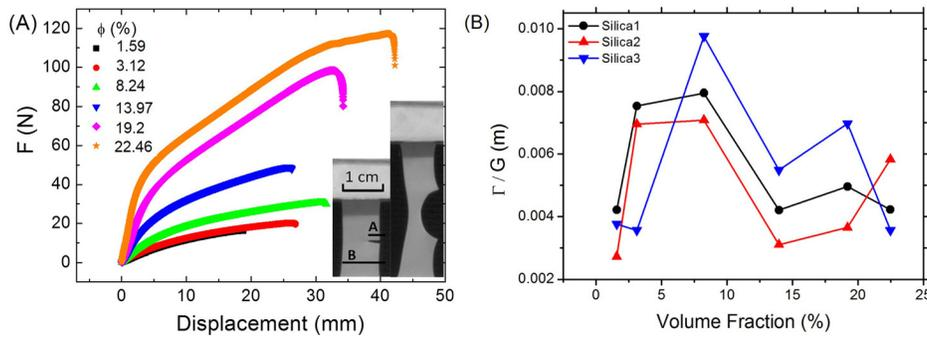 (A)
ϕ (%)
1.59
3.12
8.24
13.97
19.2
22.46
F (N)
120
100
80
60
40
20
0
0 10 20 30 40 50
Displacement (mm)
1 cm
A
B
(B)
Silica1
Silica2
Silica3
Γ / G (m)
0.010
0.008
0.006
0.004
0.002
0 5 10 15 20 25
Volume Fraction (%)